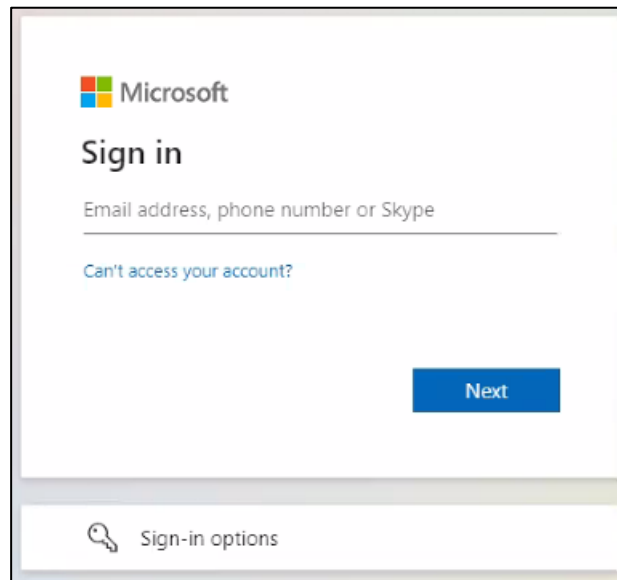 Microsoft
Sign in
Email address, phone number or Skype
Can't access your account?
Next
Sign-in options